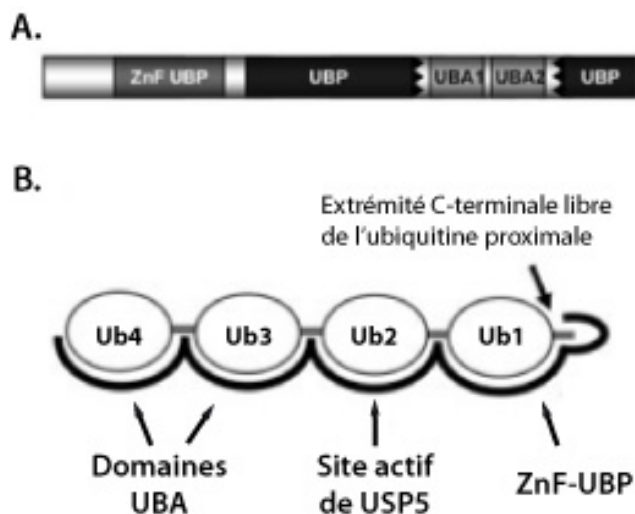 A.
ZnF UBP UBP UBA1 UBA2 UBP
B.
Extrémité C-terminale libre
de l'ubiquitine proximale
Ub4 Ub3 Ub2 Ub1
Domaines
UBA
Site actif
de USP5
ZnF-UBP